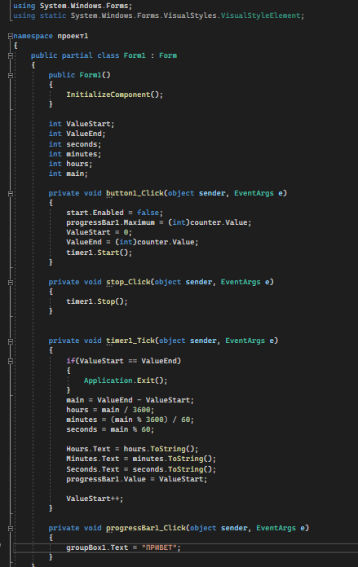 using System.Windows.Forms;
using static System.Windows.Forms.VisualStyles.VisualStyleElement;
namespace проект1
{
public partial class Form1 : Form
{
public Form1()
{
InitializeComponent();
}
int ValueStart;
int ValueEnd;
int seconds;
int minutes;
int hours;
int main;
private void button1_Click(object sender, EventArgs e)
{
start.Enabled = false;
progressBar1.Maximum = (int)counter.Value;
ValueStart = 0;
ValueEnd = (int)counter.Value;
timer1.Start();
}
private void stop_Click(object sender, EventArgs e)
{
timer1.Stop();
}
private void timer1_Tick(object sender, EventArgs e)
{
if(ValueStart == ValueEnd)
{
Application.Exit();
}
main = ValueEnd - ValueStart;
hours = main / 3600;
minutes = (main % 3600) / 60;
seconds = main % 60;
Hours.Text = hours.ToString();
Minutes.Text = minutes.ToString();
Seconds.Text = seconds.ToString();
progressBar1.Value = ValueStart;
ValueStart++;
}
private void progressBar1_Click(object sender, EventArgs e)
{
groupBox1.Text = "ПРИВЕТ";
}
}